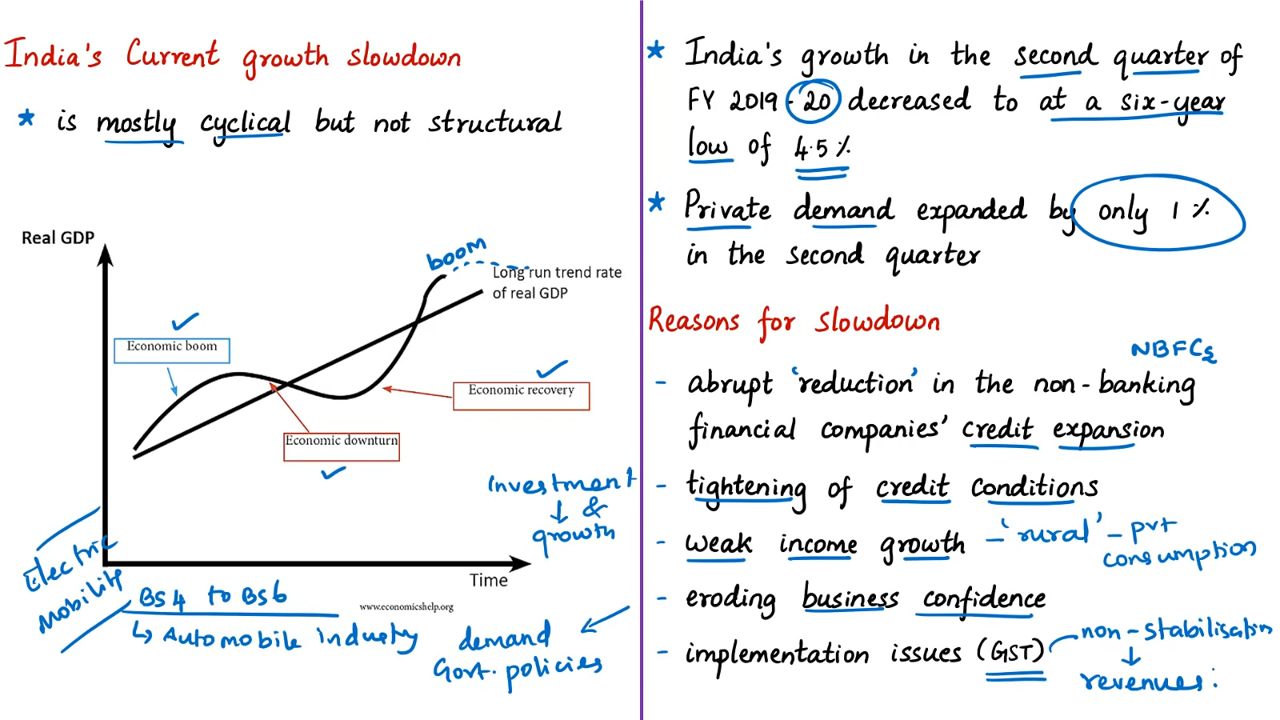 India's Current growth slowdown
* is mostly cyclical but not structural
Real GDP
boom
Long run trend rate
of real GDP
Economic boom
Economic recovery
Economic downturn
investment
&
growth
Time
www.economicshelp.org
Electric
mobility
BS4 to BS6
Automobile industry
demand
Govt. policies
* India's growth in the second quarter of
FY 2019-20 decreased to at a six-year
low of 4.5%
* Private demand expanded by only 1%
in the second quarter
Reasons for slowdown
NBFCs
- abrupt 'reduction' in the non-banking
financial companies' credit expansion
- tightening of credit conditions
- weak income growth - 'rural' - pvt
consumption
- eroding business confidence
non-stabilisation
- implementation issues (GST)
revenues: